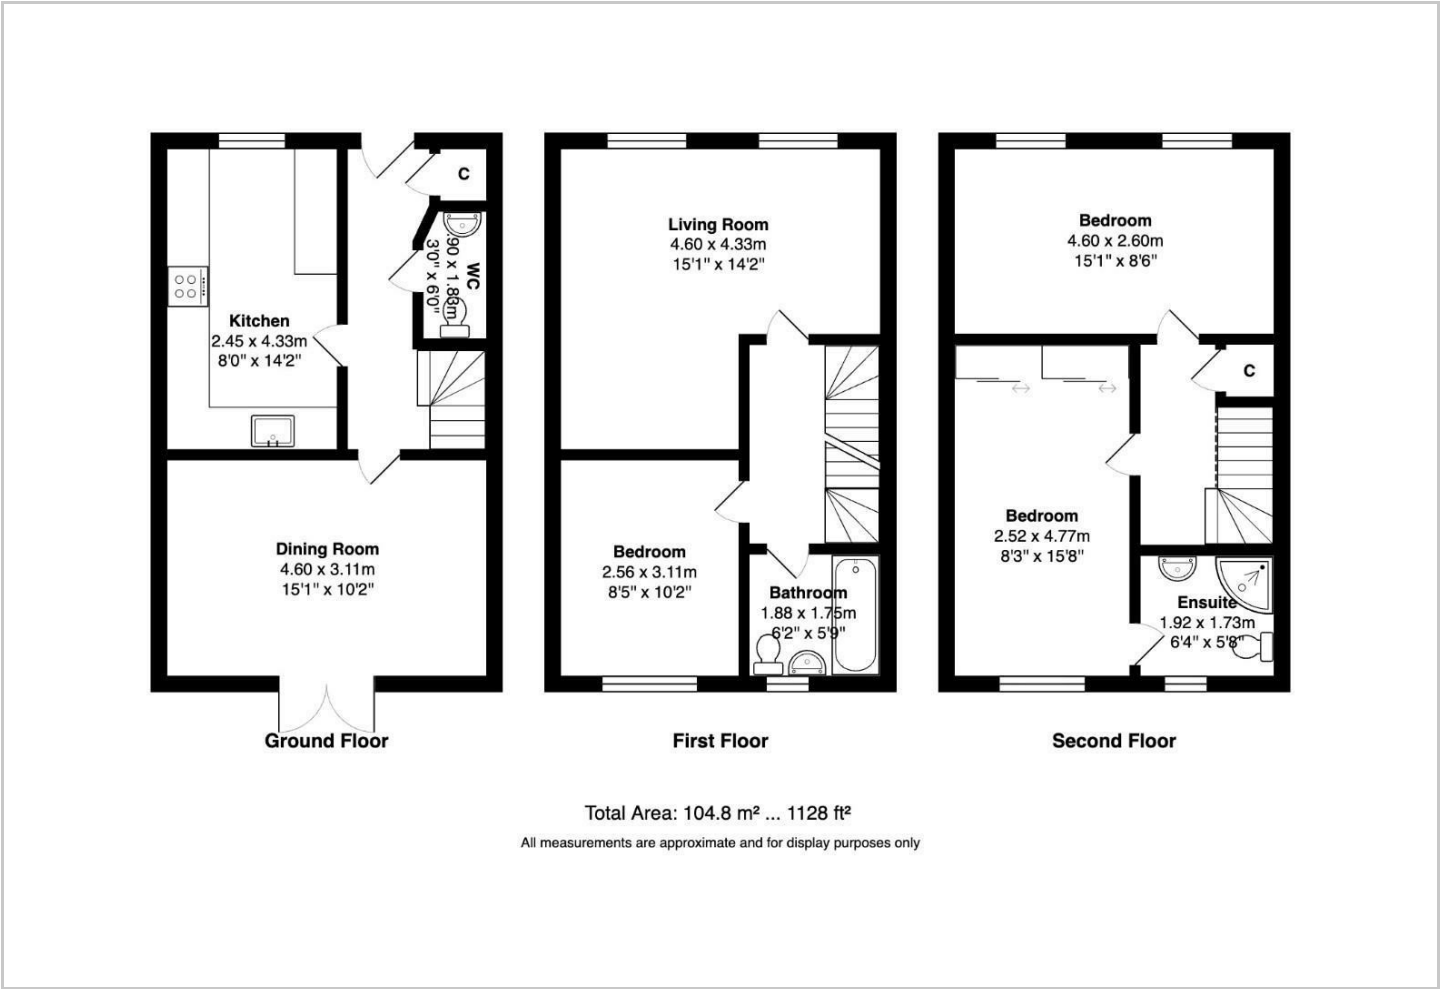 C
WC
.90 x 1.83m
3'0" x 6'0"
Kitchen
2.45 x 4.33m
8'0" x 14'2"
Dining Room
4.60 x 3.11m
15'1" x 10'2"
Ground Floor
Living Room
4.60 x 4.33m
15'1" x 14'2"
Bedroom
2.56 x 3.11m
8'5" x 10'2"
Bathroom
1.88 x 1.75m
6'2" x 5'9"
First Floor
Bedroom
4.60 x 2.60m
15'1" x 8'6"
C
Bedroom
2.52 x 4.77m
8'3" x 15'8"
Ensuite
1.92 x 1.73m
6'4" x 5'8"
Second Floor
Total Area: 104.8 m² ... 1128 ft²
All measurements are approximate and for display purposes only